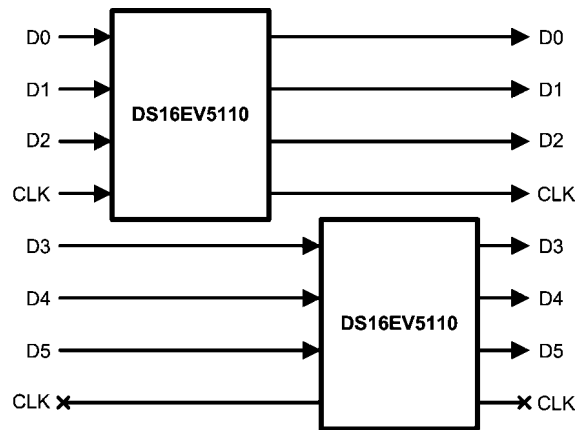 D0 D0
D1 D1
DS16EV5110
D2 D2
CLK CLK
D3 D3
D4 D4
DS16EV5110
D5 D5
CLK CLK